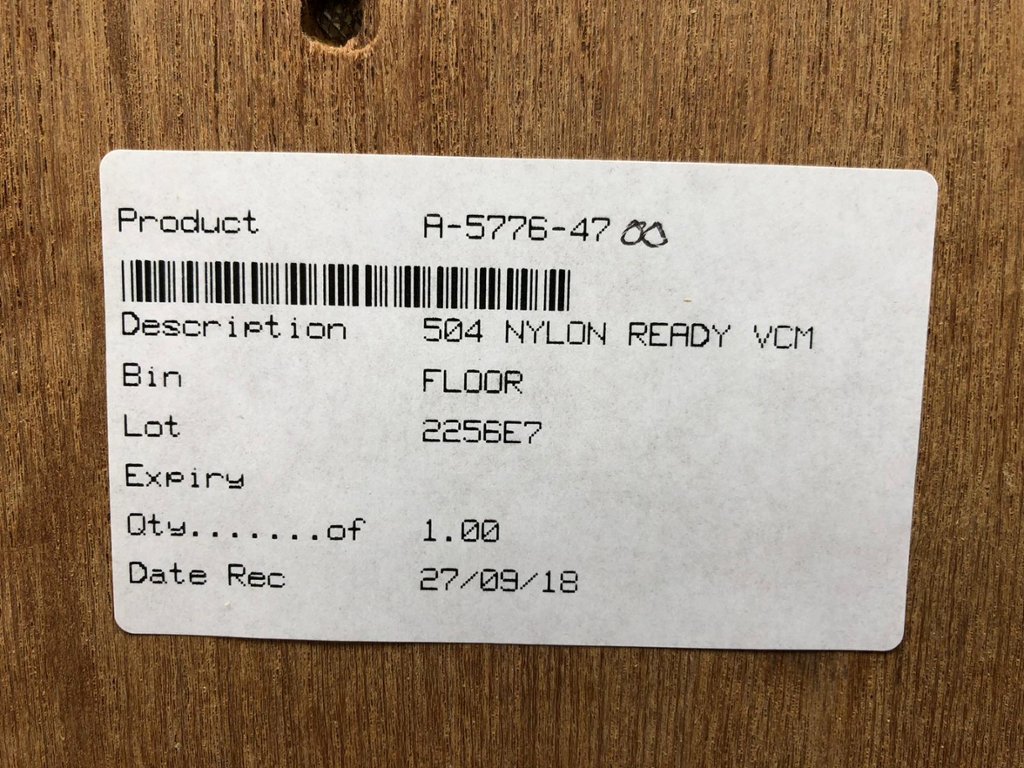 Product A-5776-47 00
Description 504 NYLON READY VCM
Bin FLOOR
Lot 2256E7
Expiry
Qty.......of 1.00
Date Rec 27/09/18